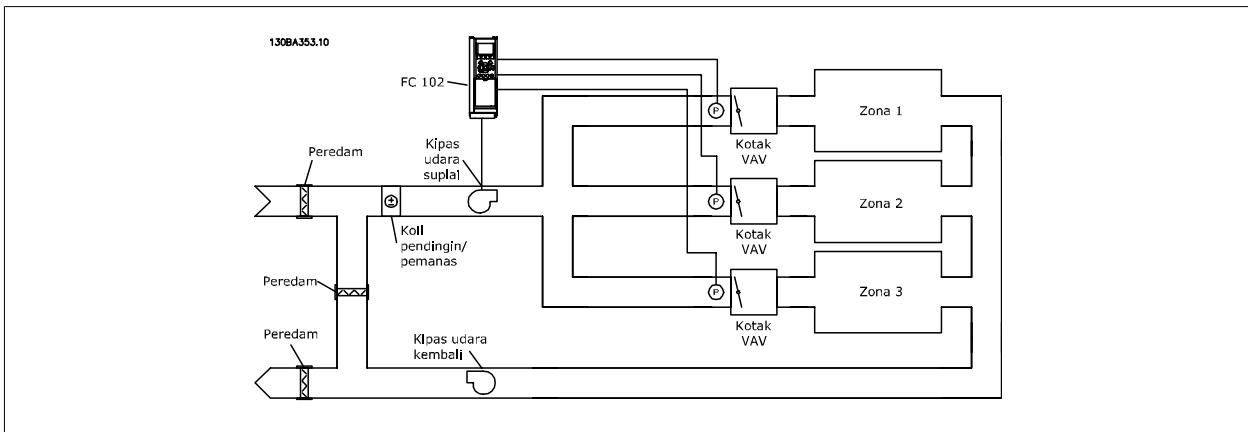 130BA353.10
FC 102
Peredam
Kipas
udara
suplai
Koil
pendingin/
pemanas
Peredam
Peredam
Kipas udara
kembali
P
Kotak
VAV
Zona 1
P
Kotak
VAV
Zona 2
P
Kotak
VAV
Zona 3